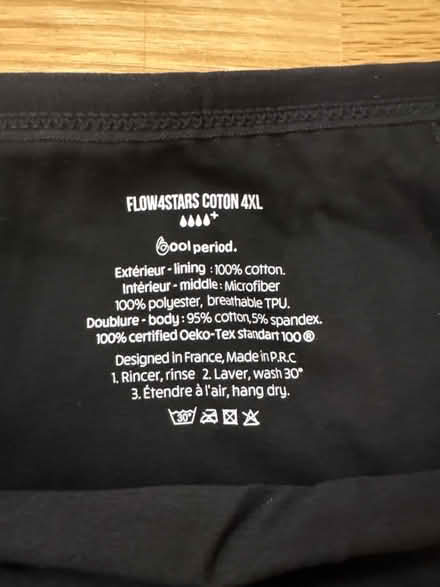 FLOW4STARS COTON 4XL
+
Cool period.
Extérieur - lining : 100% cotton.
Intérieur - middle : Microfiber
100% polyester, breathable TPU.
Doublure - body : 95% cotton,5% spandex.
100% certified Oeko-Tex standart 100 ®
Designed in France, Made in P.R.C
1. Rincer, rinse 2. Laver, wash 30°
3. Étendre à l'air, hang dry.
30°